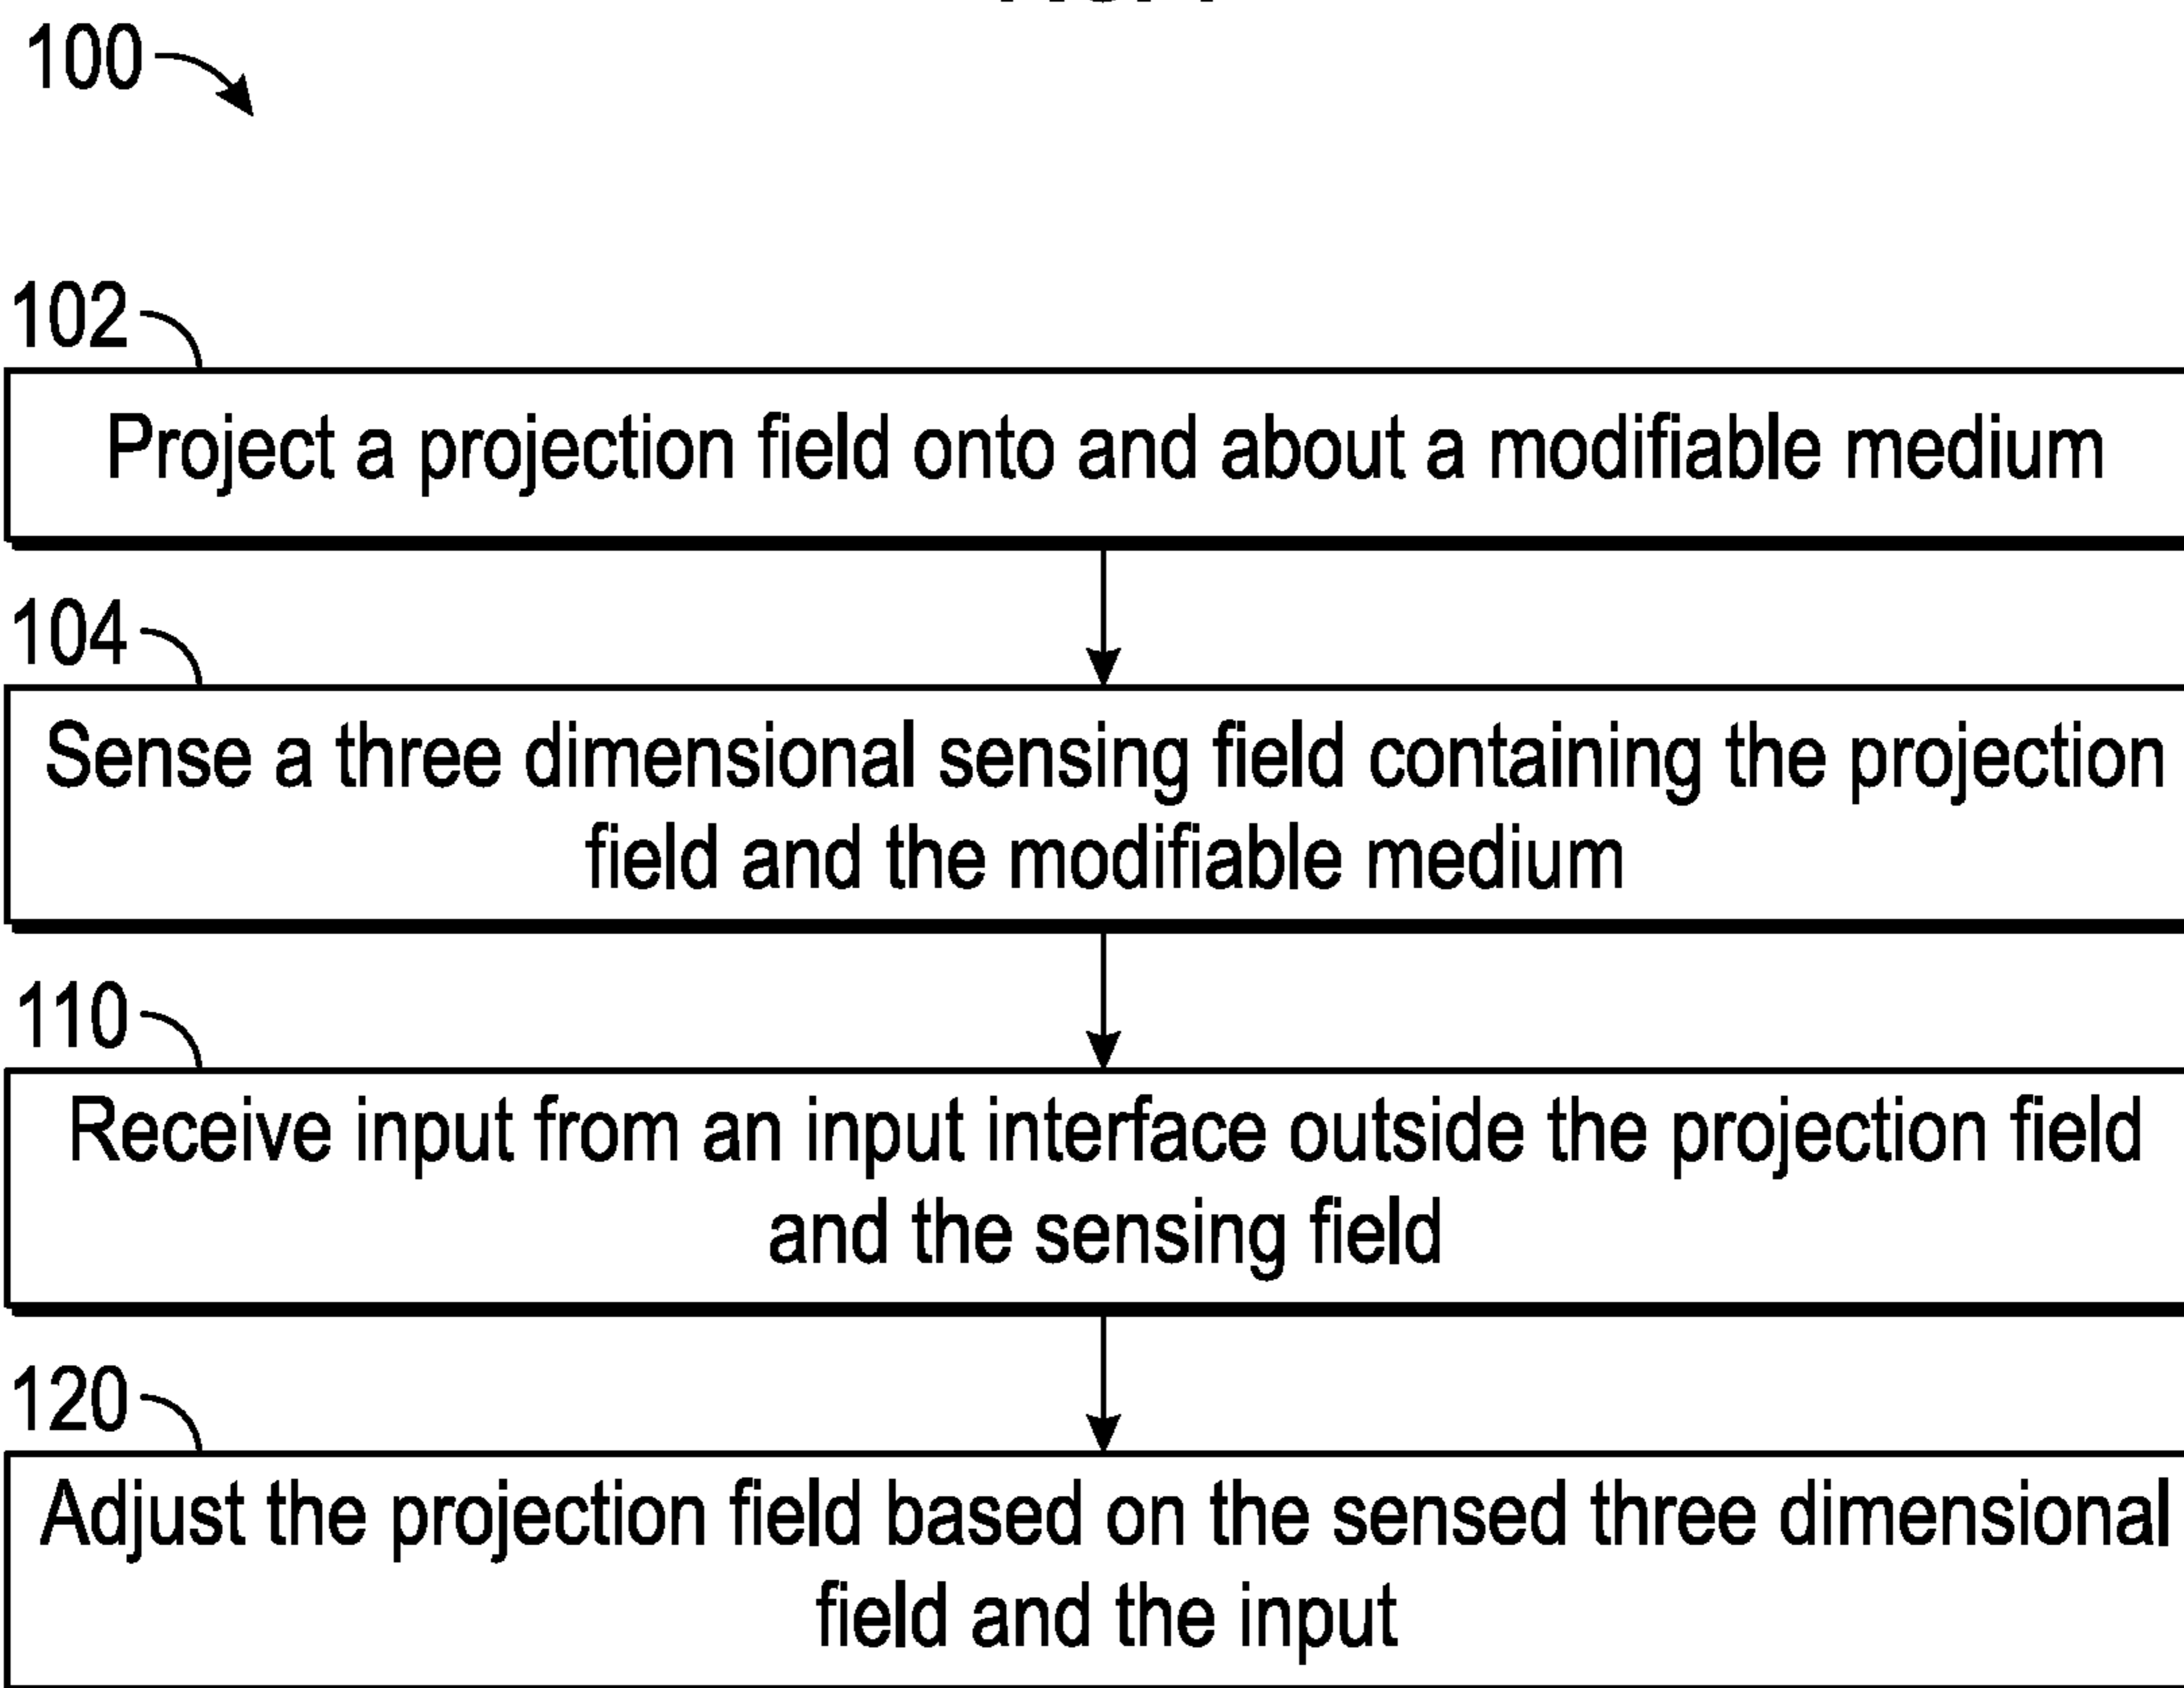 100
102
Project a projection field onto and about a modifiable medium
104
Sense a three dimensional sensing field containing the projection
field and the modifiable medium
110
Receive input from an input interface outside the projection field
and the sensing field
120
Adjust the projection field based on the sensed three dimensional
field and the input